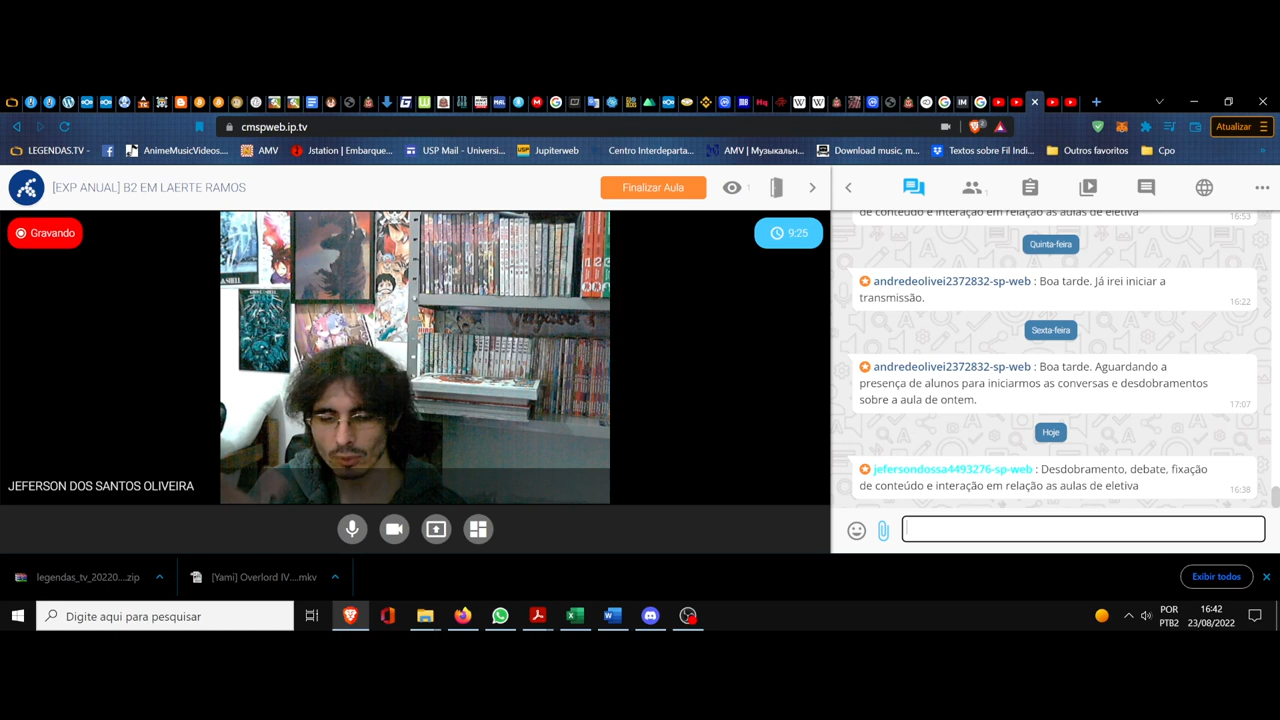 cmspweb.ip.tv
Atualizar
LEGENDAS.TV -
AnimeMusicVideos...
AMV
Jstation | Embarque...
USP Mail - Universi...
Jupiterweb
Centro Interdeparta...
AMV | Музыкальн...
Download music, m...
Textos sobre Fil Indi...
Outros favoritos
Cpo
[EXP ANUAL] B2 EM LAERTE RAMOS
Finalizar Aula
1
1
Gravando
9:25
JEFERSON DOS SANTOS OLIVEIRA
de conteúdo e interação em relação as aulas de eletiva
16:53
Quinta-feira
andredeolivei2372832-sp-web : Boa tarde. Já irei iniciar a
transmissão.
16:22
Sexta-feira
andredeolivei2372832-sp-web : Boa tarde. Aguardando a
presença de alunos para iniciarmos as conversas e desdobramentos
sobre a aula de ontem.
17:07
Hoje
jefersondossa4493276-sp-web : Desdobramento, debate, fixação
de conteúdo e interação em relação as aulas de eletiva
16:38
legendas_tv_20220....zip
[Yami] Overlord IV....mkv
Exibir todos
Digite aqui para pesquisar
POR
PTB2
16:42
23/08/2022